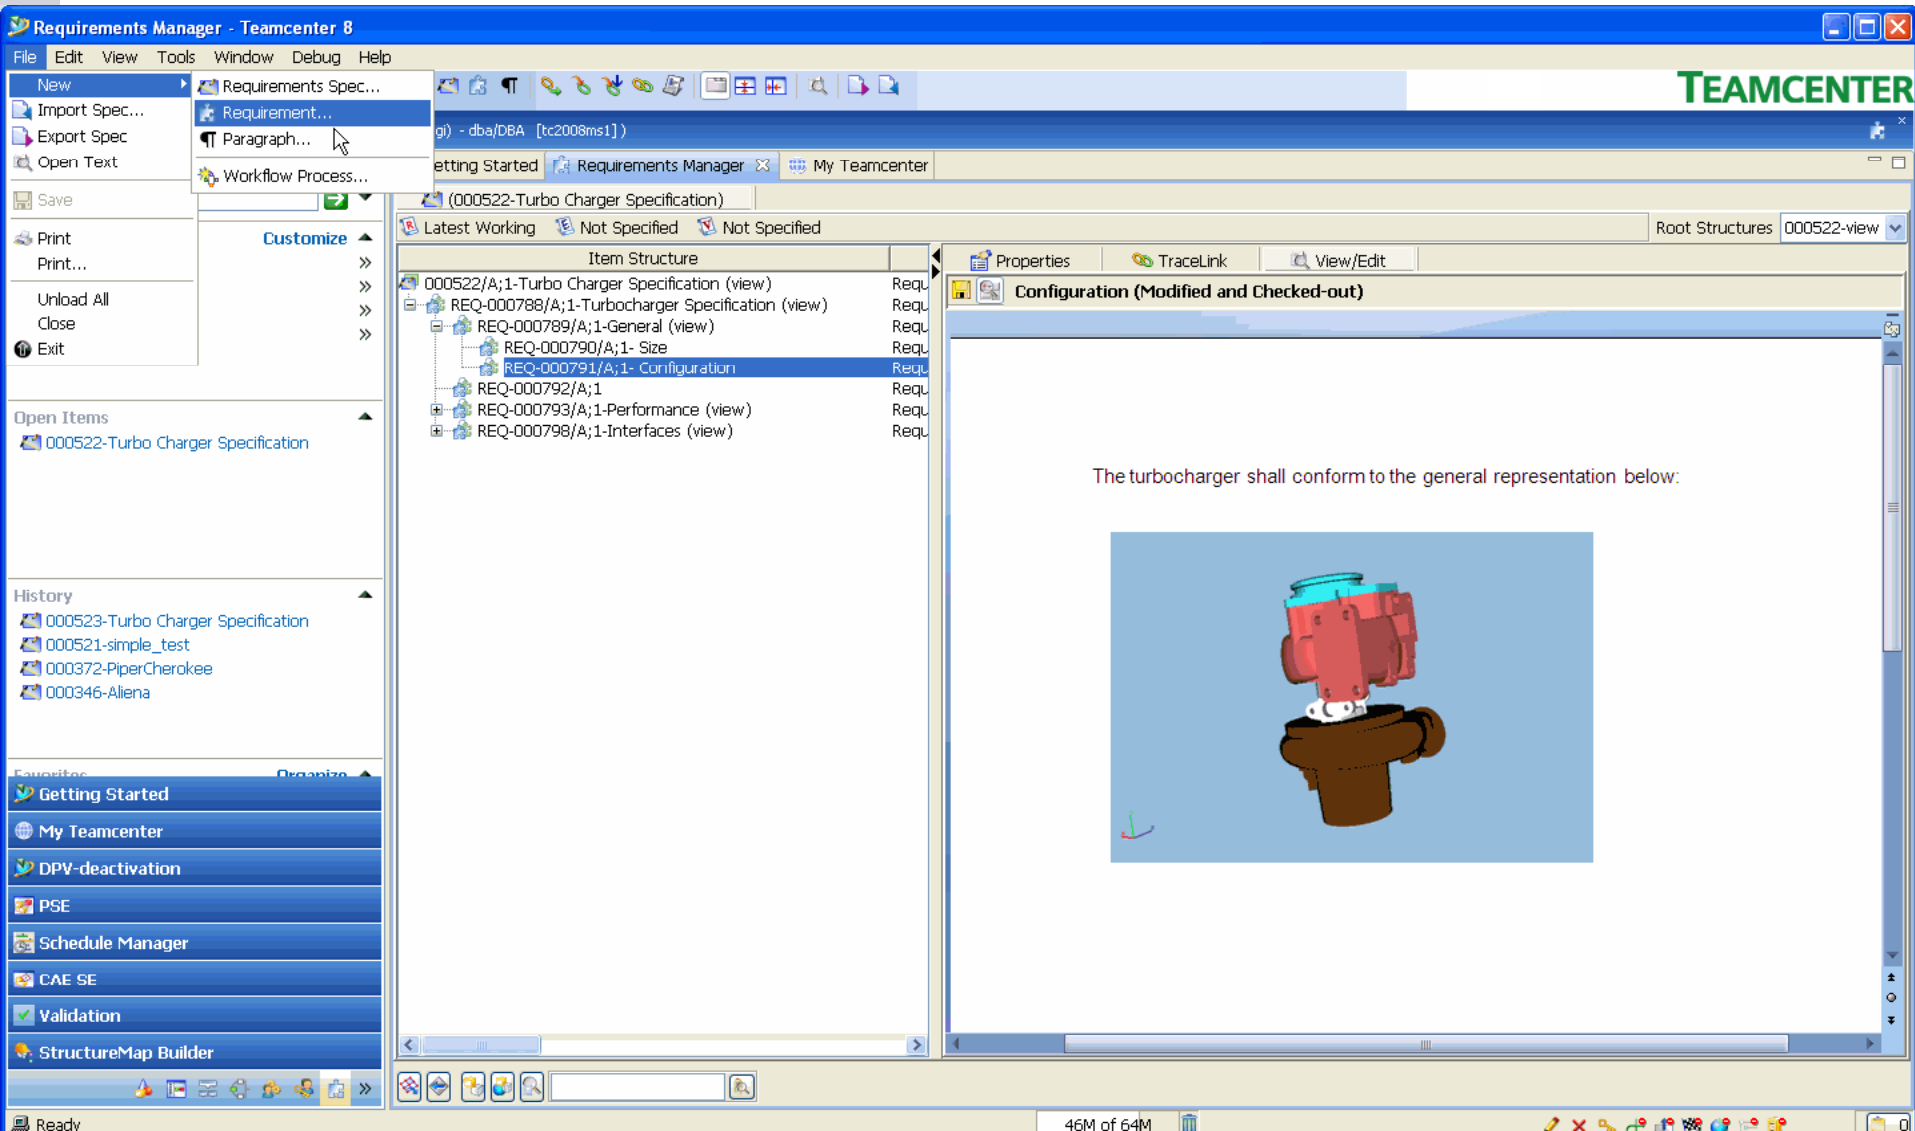 Requirements Manager - Teamcenter 8
File Edit View Tools Window Debug Help
New
Import Spec...
Export Spec
Open Text
Save
Print
Print...
Unload All
Close
Exit
Requirements Spec...
Requirement...
Paragraph...
Workflow Process...
TEAMCENTER
gi) - dba/DBA [tc2008ms1] )
etting Started
Requirements Manager
My Teamcenter
(000522-Turbo Charger Specification)
Latest Working Not Specified Not Specified
Root Structures 000522-view
Customize
Open Items
000522-Turbo Charger Specification
History
000523-Turbo Charger Specification
000521-simple_test
000372-PiperCherokee
000346-Aliena
Favorites Organize
Getting Started
My Teamcenter
DPV-deactivation
PSE
Schedule Manager
CAE SE
Validation
StructureMap Builder
Item Structure
000522/A;1-Turbo Charger Specification (view) Requ
REQ-000788/A;1-Turbocharger Specification (view) Requ
REQ-000789/A;1-General (view) Requ
REQ-000790/A;1- Size Requ
REQ-000791/A;1- Configuration Requ
REQ-000792/A;1 Requ
REQ-000793/A;1-Performance (view) Requ
REQ-000798/A;1-Interfaces (view) Requ
Properties TraceLink View/Edit
Configuration (Modified and Checked-out)
The turbocharger shall conform to the general representation below:
Ready
46M of 64M
0